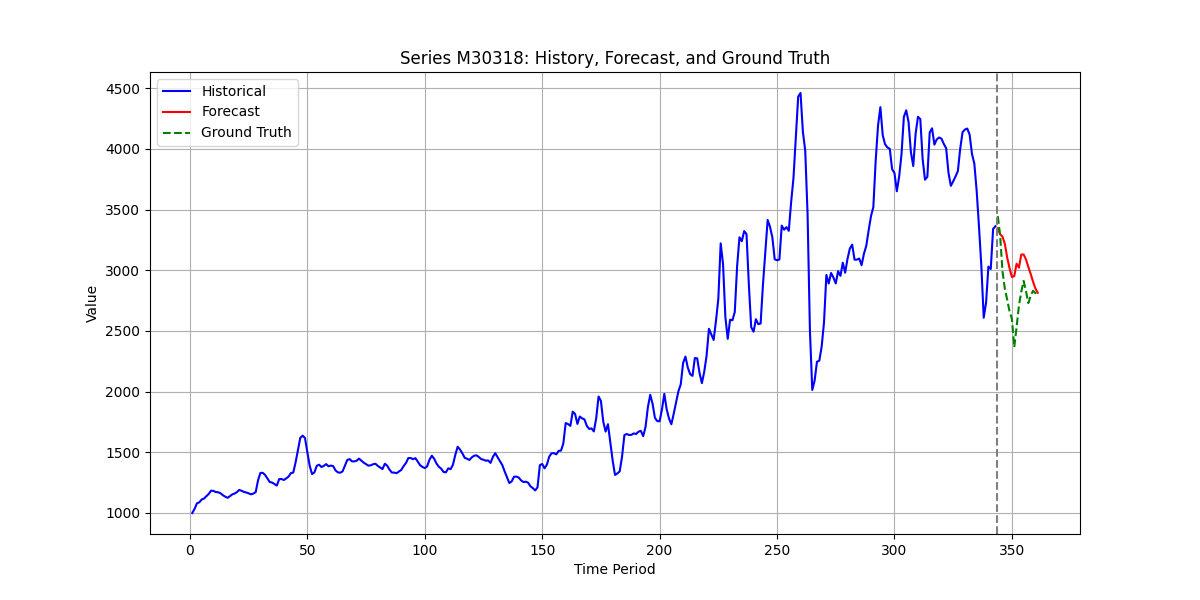 Series M30318: History, Forecast, and Ground Truth
Historical
Forecast
Ground Truth
4500
4000
3500
3000
2500
2000
1500
1000
Value
0 50 100 150 200 250 300 350
Time Period